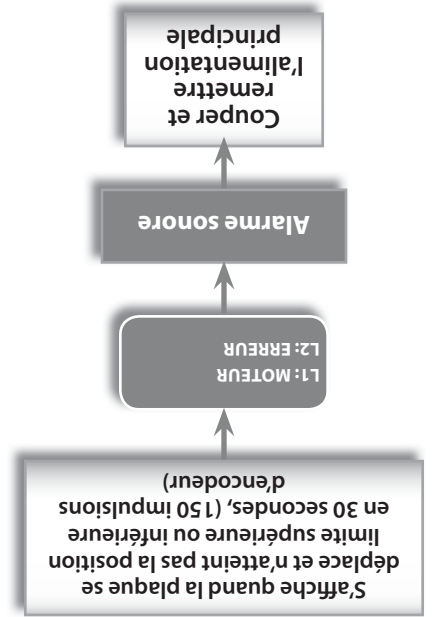 S'affiche quand la plaque se
déplace et n'atteint pas la position
limite supérieure ou inférieure
en 30 secondes, (150 impulsions
d'encodeur)
L1: MOTEUR
L2: ERREUR
Alarme sonore
Couper et
remettre
l'alimentation
principale